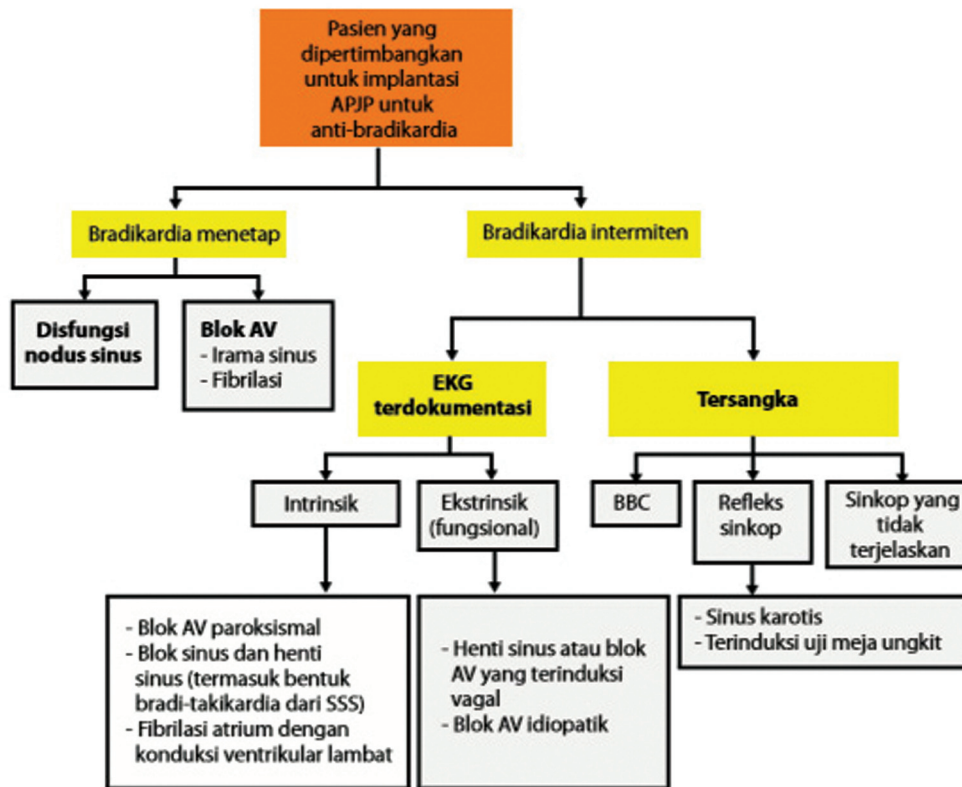 Pasien yang
dipertimbangkan
untuk implantasi
APJP untuk
anti-bradikardia
Bradikardia menetap
Bradikardia intermiten
Disfungsi
nodus sinus
Blok AV
- Irama sinus
- Fibrilasi
EKG
terdokumentasi
Tersangka
Intrinsik
Ekstrinsik
(fungsional)
BBC
Refleks
sinkop
Sinkop yang
tidak
terjelaskan
- Blok AV paroksismal
- Blok sinus dan henti
sinus (termasuk bentuk
bradi-takikardia dari SSS)
- Fibrilasi atrium dengan
konduksi ventrikular lambat
- Henti sinus atau blok
AV yang terinduksi
vagal
- Blok AV idiopatik
- Sinus karotis
- Terinduksi uji meja ungkit